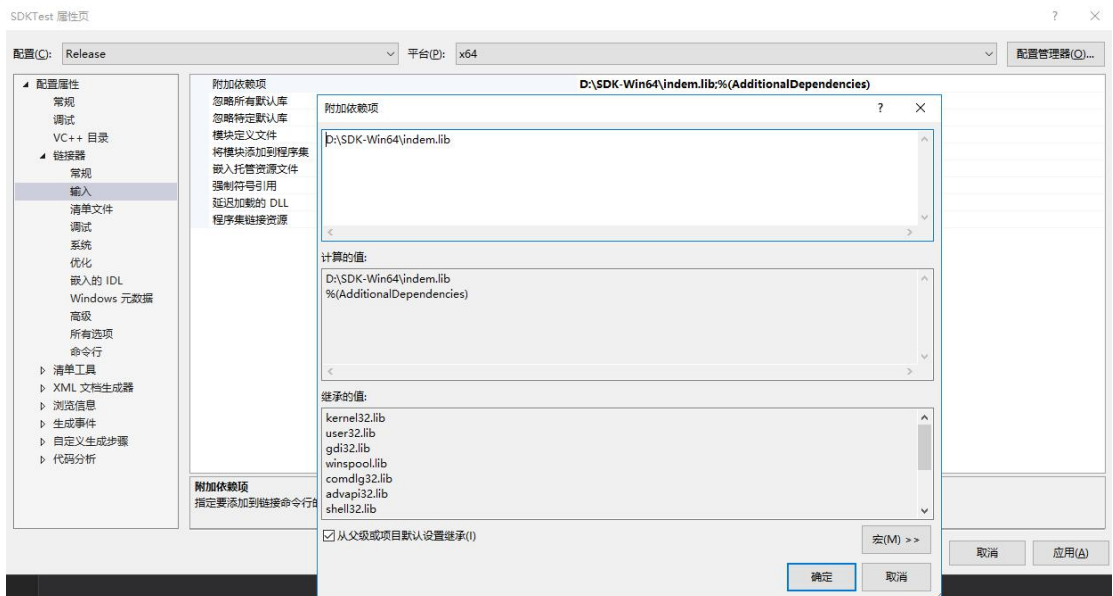 SDKTest 属性页
配置(C): Release 平台(P): x64 配置管理器(O)...
配置属性
常规
调试
VC++ 目录
链接器
常规
输入
清单文件
调试
系统
优化
嵌入的 IDL
Windows 元数据
高级
所有选项
命令行
清单工具
XML 文档生成器
浏览信息
生成事件
自定义生成步骤
代码分析
附加依赖项 D:\SDK-Win64\indem.lib;%(AdditionalDependencies)
忽略所有默认库
忽略特定默认库
模块定义文件
将模块添加到程序集
嵌入托管资源文件
强制符号引用
延迟加载的 DLL
程序集链接资源
附加依赖项
指定要添加到链接命令行
附加依赖项
D:\SDK-Win64\indem.lib
计算的值:
D:\SDK-Win64\indem.lib
%(AdditionalDependencies)
继承的值:
kernel32.lib
user32.lib
gdi32.lib
winspool.lib
comdlg32.lib
advapi32.lib
shell32.lib
从父级或项目默认设置继承(I)
宏(M) >>
确定 取消
取消 应用(A)